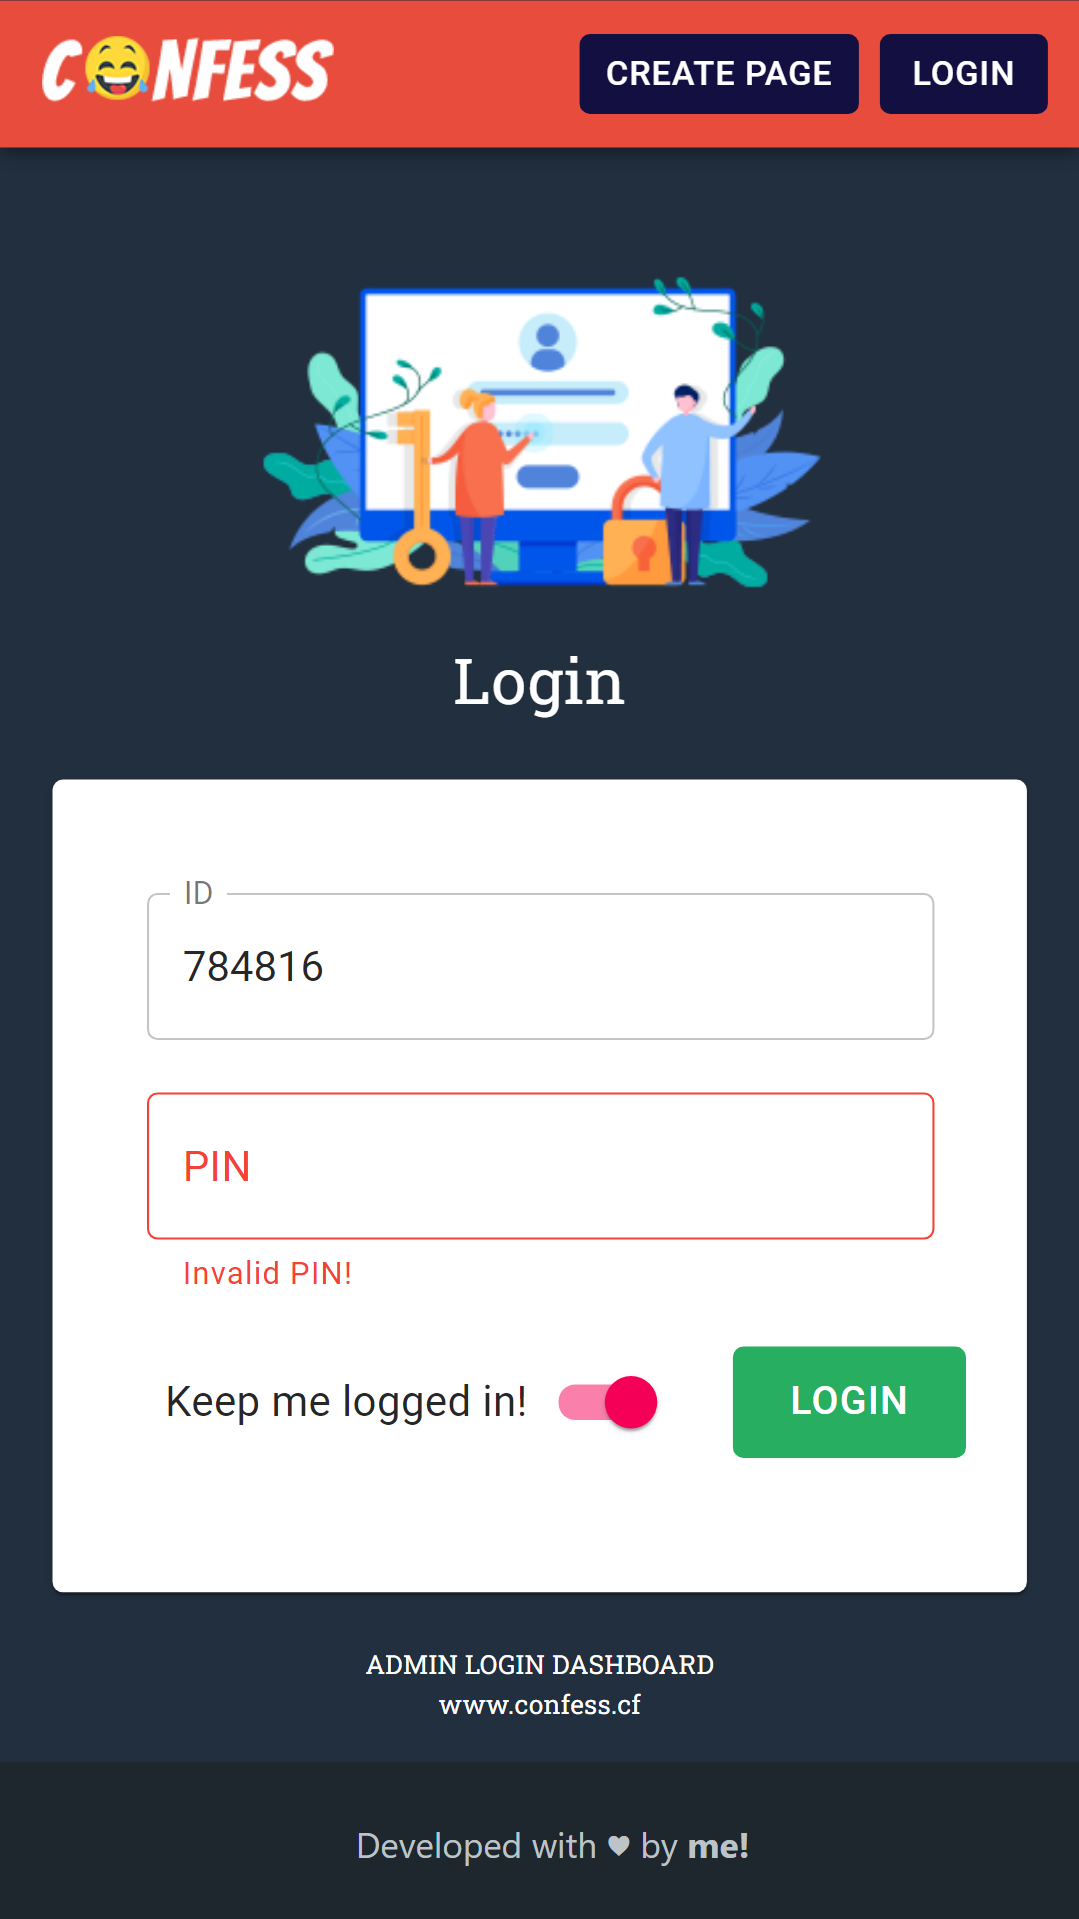 C😂NFESS
CREATE PAGE
LOGIN
Login
ID
784816
PIN
Invalid PIN!
Keep me logged in!
LOGIN
ADMIN LOGIN DASHBOARD
www.confess.cf
Developed with ♥ by me!